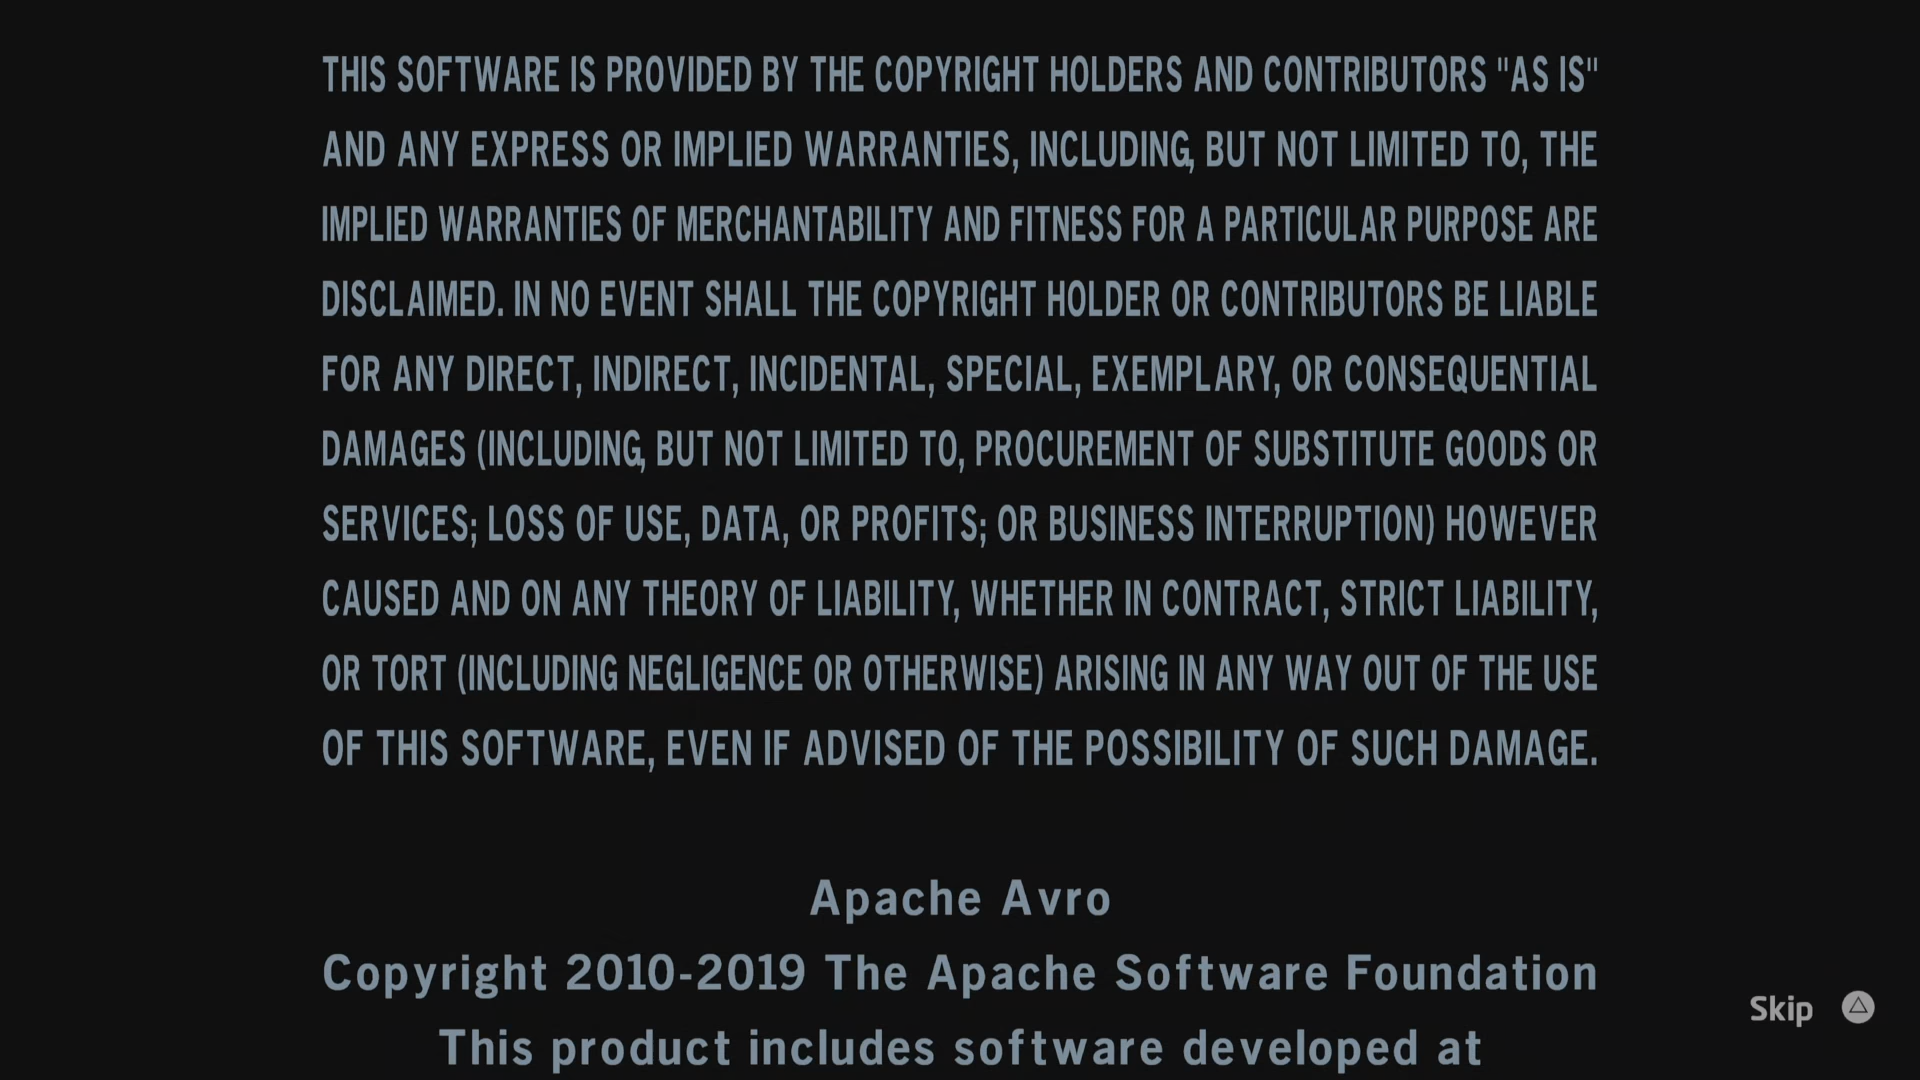 THIS SOFTWARE IS PROVIDED BY THE COPYRIGHT HOLDERS AND CONTRIBUTORS "AS IS"
AND ANY EXPRESS OR IMPLIED WARRANTIES, INCLUDING, BUT NOT LIMITED TO, THE
IMPLIED WARRANTIES OF MERCHANTABILITY AND FITNESS FOR A PARTICULAR PURPOSE ARE
DISCLAIMED. IN NO EVENT SHALL THE COPYRIGHT HOLDER OR CONTRIBUTORS BE LIABLE
FOR ANY DIRECT, INDIRECT, INCIDENTAL, SPECIAL, EXEMPLARY, OR CONSEQUENTIAL
DAMAGES (INCLUDING, BUT NOT LIMITED TO, PROCUREMENT OF SUBSTITUTE GOODS OR
SERVICES; LOSS OF USE, DATA, OR PROFITS; OR BUSINESS INTERRUPTION) HOWEVER
CAUSED AND ON ANY THEORY OF LIABILITY, WHETHER IN CONTRACT, STRICT LIABILITY,
OR TORT (INCLUDING NEGLIGENCE OR OTHERWISE) ARISING IN ANY WAY OUT OF THE USE
OF THIS SOFTWARE, EVEN IF ADVISED OF THE POSSIBILITY OF SUCH DAMAGE.
Apache Avro
Copyright 2010-2019 The Apache Software Foundation
This product includes software developed at
Skip